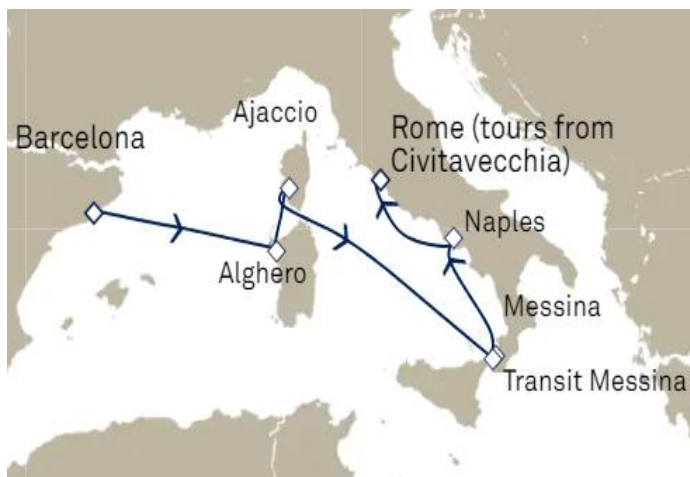 Ajaccio
Barcelona
Rome (tours from
Civitavecchia)
Naples
Alghero
Messina
Transit Messina